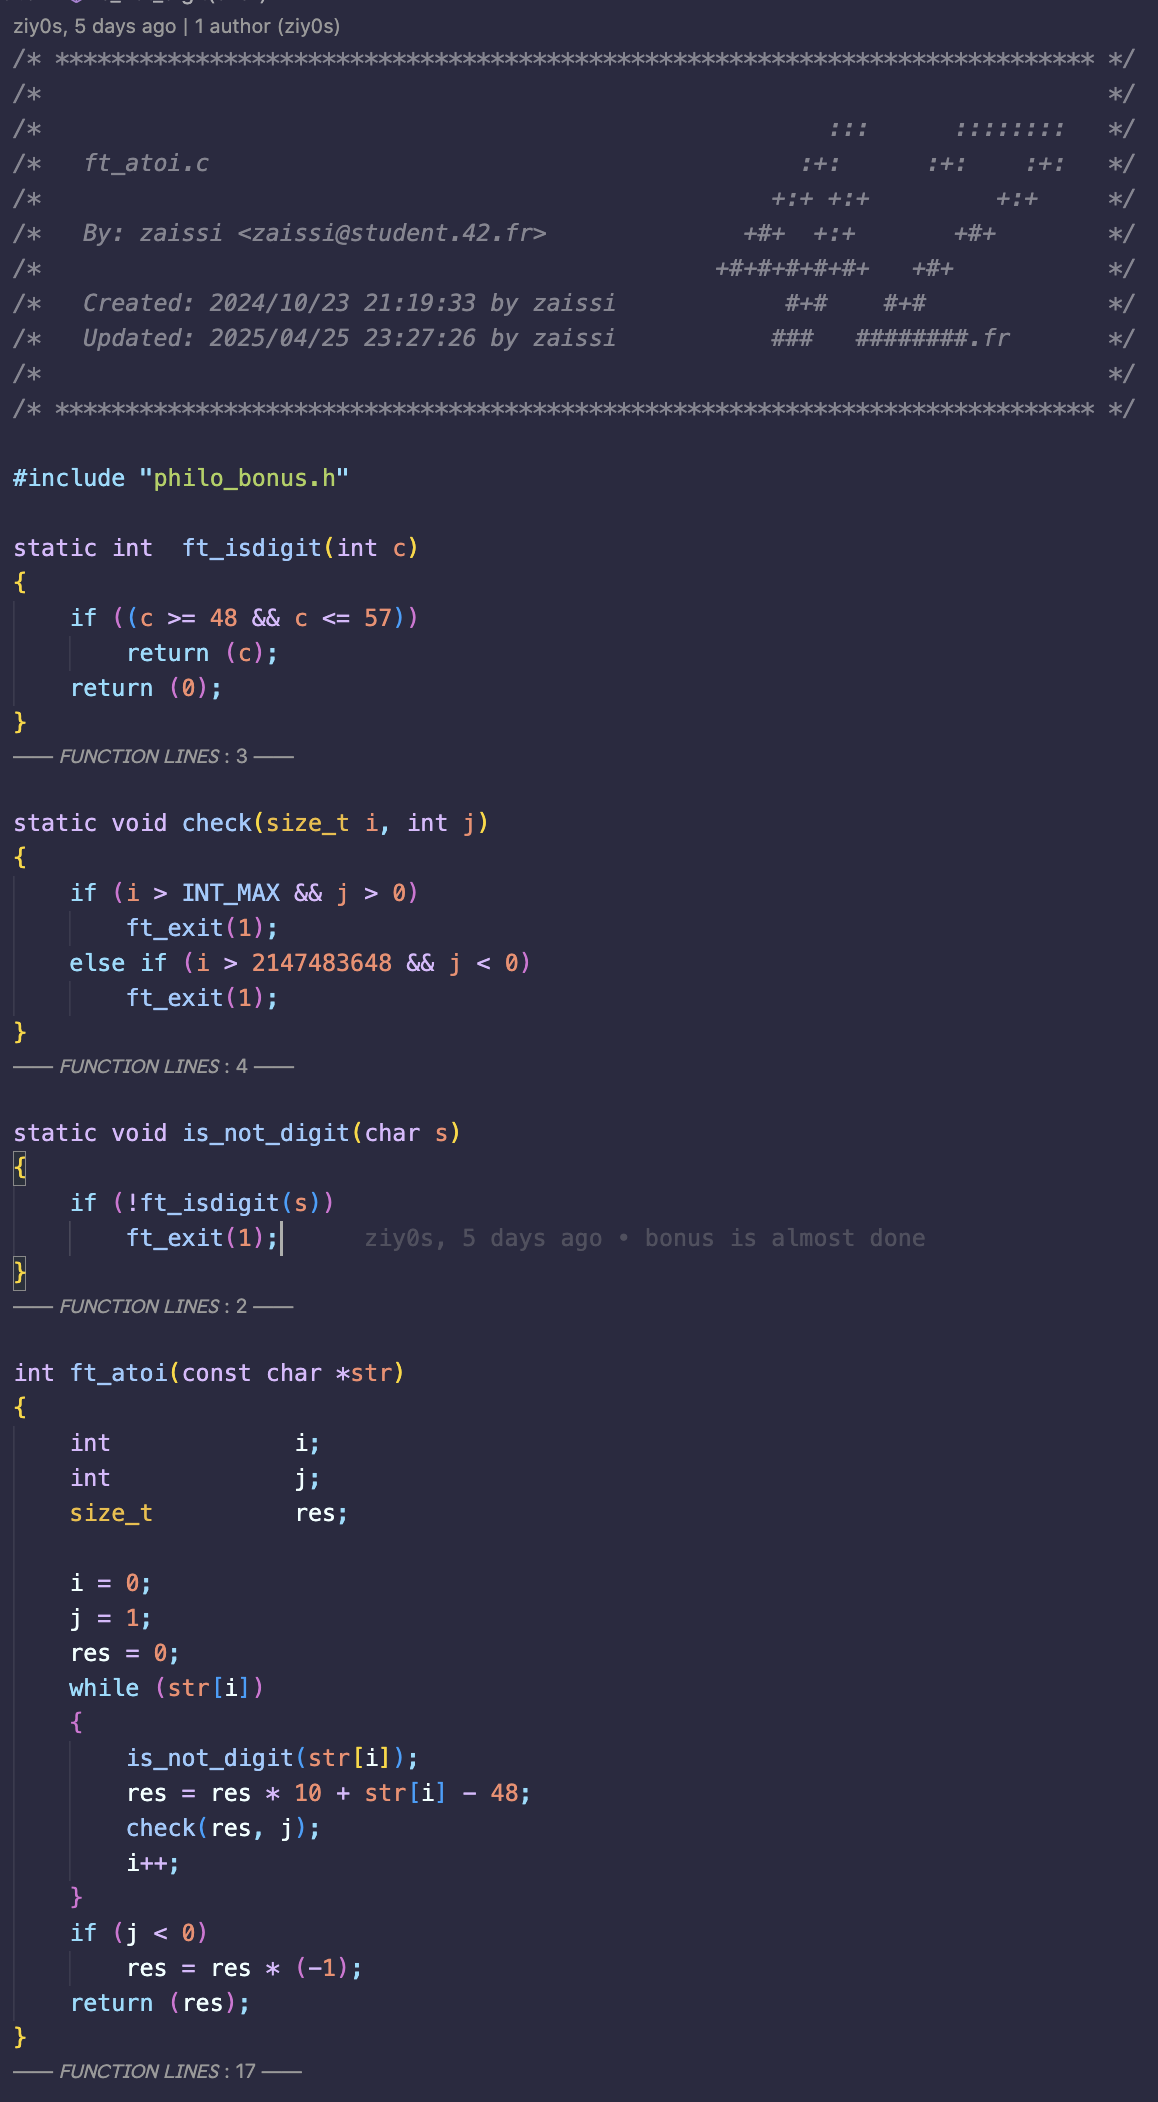 ziy0s, 5 days ago | 1 author (ziy0s)
/* ************************************************************************** */
/*                                                                            */
/*                                                        :::      ::::::::   */
/*   ft_atoi.c                                          :+:      :+:    :+:   */
/*                                                    +:+ +:+         +:+     */
/*   By: zaissi <zaissi@student.42.fr>              +#+  +:+       +#+        */
/*                                                +#+#+#+#+#+   +#+           */
/*   Created: 2024/10/23 21:19:33 by zaissi            #+#    #+#             */
/*   Updated: 2025/04/25 23:27:26 by zaissi           ###   ########.fr       */
/*                                                                            */
/* ************************************************************************** */

#include "philo_bonus.h"

static int  ft_isdigit(int c)
{
    if ((c >= 48 && c <= 57))
        return (c);
    return (0);
}
—— FUNCTION LINES : 3 ——

static void check(size_t i, int j)
{
    if (i > INT_MAX && j > 0)
        ft_exit(1);
    else if (i > 2147483648 && j < 0)
        ft_exit(1);
}
—— FUNCTION LINES : 4 ——

static void is_not_digit(char s)
{
    if (!ft_isdigit(s))
        ft_exit(1);      ziy0s, 5 days ago • bonus is almost done
}
—— FUNCTION LINES : 2 ——

int ft_atoi(const char *str)
{
    int             i;
    int             j;
    size_t          res;

    i = 0;
    j = 1;
    res = 0;
    while (str[i])
    {
        is_not_digit(str[i]);
        res = res * 10 + str[i] - 48;
        check(res, j);
        i++;
    }
    if (j < 0)
        res = res * (-1);
    return (res);
}
—— FUNCTION LINES : 17 ——